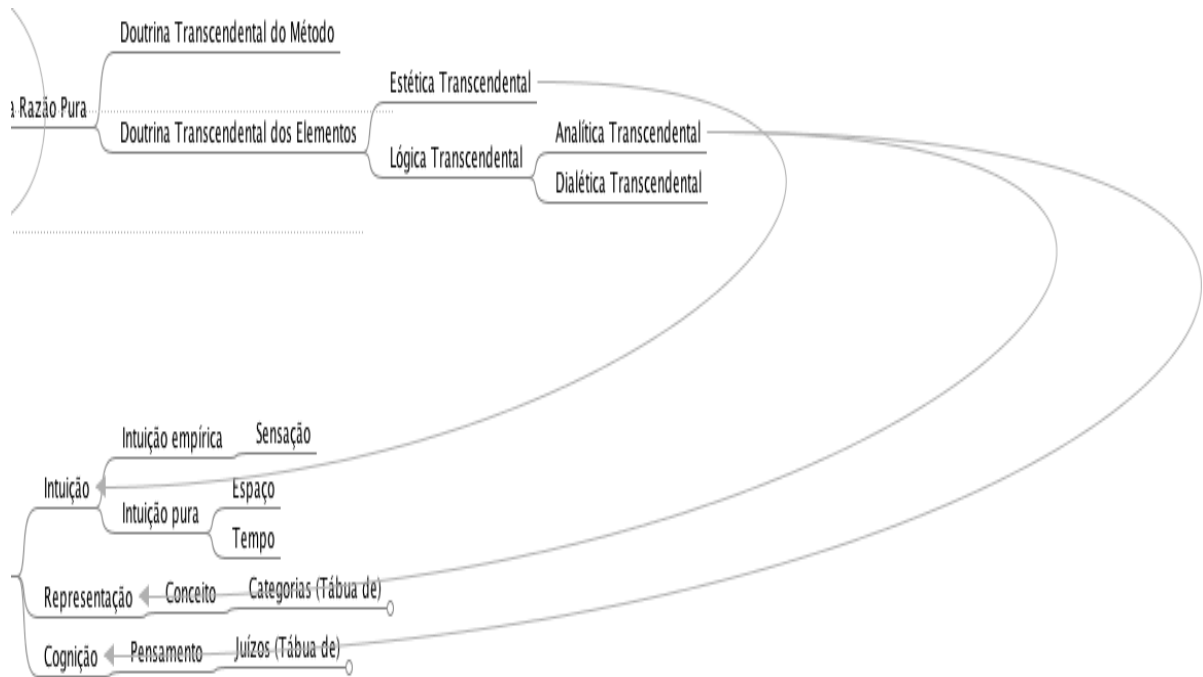 Doutrina Transcendental do Método
Estética Transcendental
a Razão Pura
Doutrina Transcendental dos Elementos
Analítica Transcendental
Lógica Transcendental
Dialética Transcendental
Intuição empírica
Sensação
Intuição
Espaço
Intuição pura
Tempo
Representação
Conceito
Categorias (Tábua de)
Cognição
Pensamento
Juízos (Tábua de)